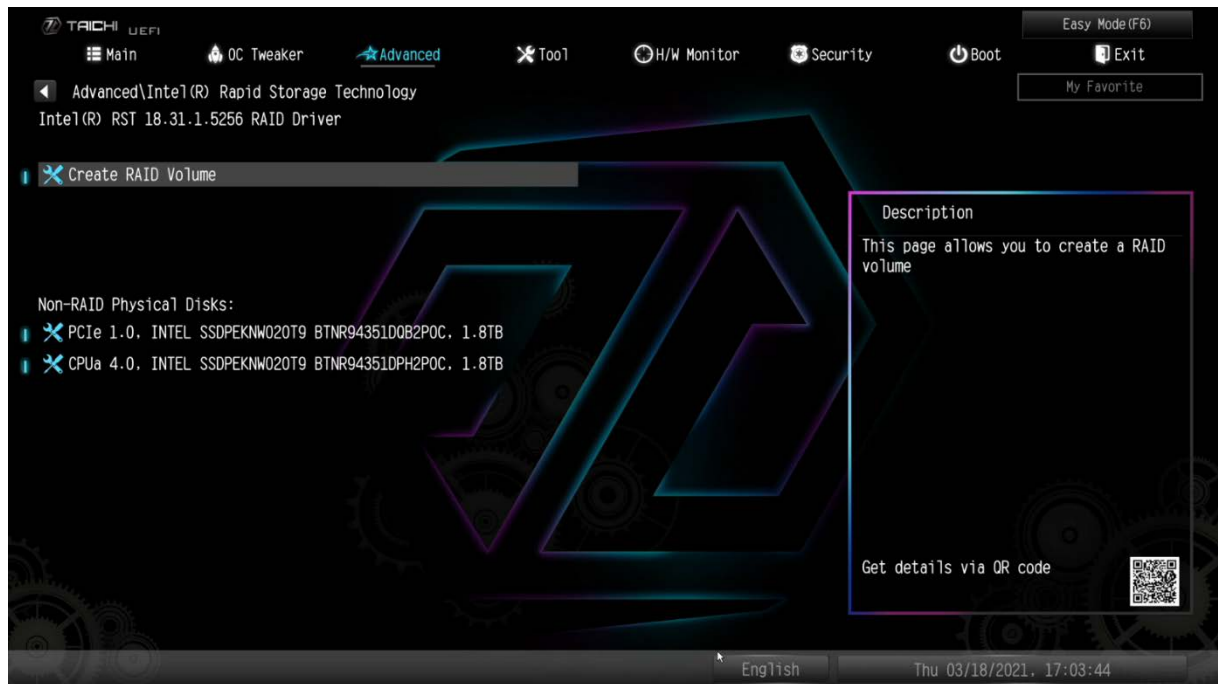 TAICHI UEFI
Easy Mode(F6)
Main OC Tweaker Advanced Tool H/W Monitor Security Boot Exit
Advanced\Intel(R) Rapid Storage Technology
My Favorite
Intel(R) RST 18.31.1.5256 RAID Driver
Create RAID Volume
Description
This page allows you to create a RAID
volume
Non-RAID Physical Disks:
PCIe 1.0, INTEL SSDPEKNW020T9 BTNR94351DQB2P0C, 1.8TB
CPUa 4.0, INTEL SSDPEKNW020T9 BTNR94351DPH2P0C, 1.8TB
Get details via QR code
English
Thu 03/18/2021, 17:03:44